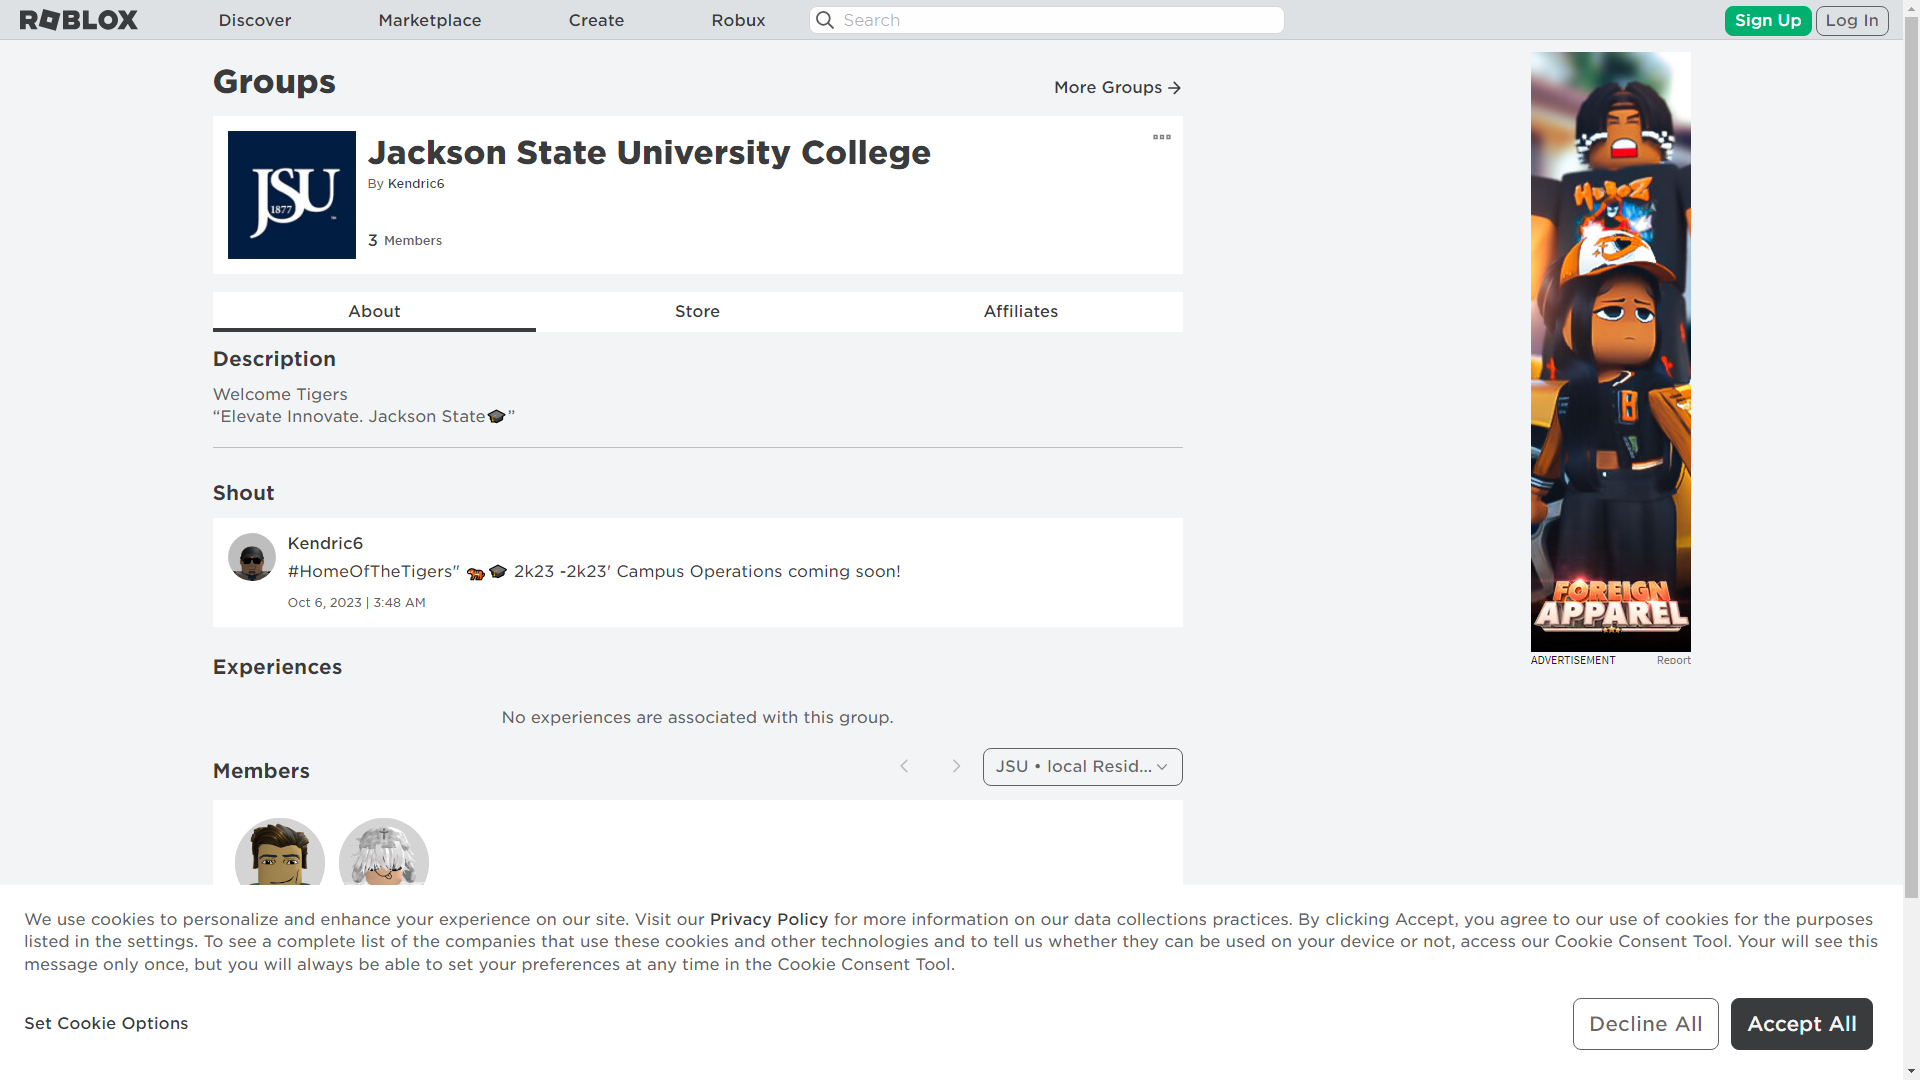 ROBLOX
Discover
Marketplace
Create
Robux
Search
Sign Up
Log In
Groups
More Groups
JSU
1877
Jackson State University College
By Kendric6
3 Members
About
Store
Affiliates
Description
Welcome Tigers
“Elevate Innovate. Jackson State🎓”
Shout
Kendric6
#HomeOfTheTigers" 🐅🎓 2k23 -2k23' Campus Operations coming soon!
Oct 6, 2023 | 3:48 AM
Experiences
No experiences are associated with this group.
Members
JSU • local Resid...
FOREIGN
APPAREL
ADVERTISEMENT
Report
We use cookies to personalize and enhance your experience on our site. Visit our Privacy Policy for more information on our data collections practices. By clicking Accept, you agree to our use of cookies for the purposes
listed in the settings. To see a complete list of the companies that use these cookies and other technologies and to tell us whether they can be used on your device or not, access our Cookie Consent Tool. Your will see this
message only once, but you will always be able to set your preferences at any time in the Cookie Consent Tool.
Set Cookie Options
Decline All
Accept All